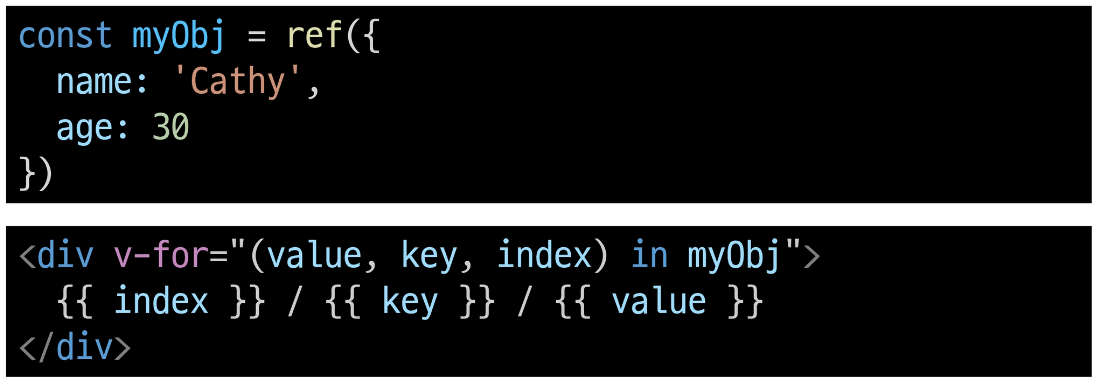 const myObj = ref({
  name: 'Cathy',
  age: 30
})
<div v-for="(value, key, index) in myObj">
  {{ index }} / {{ key }} / {{ value }}
</div>